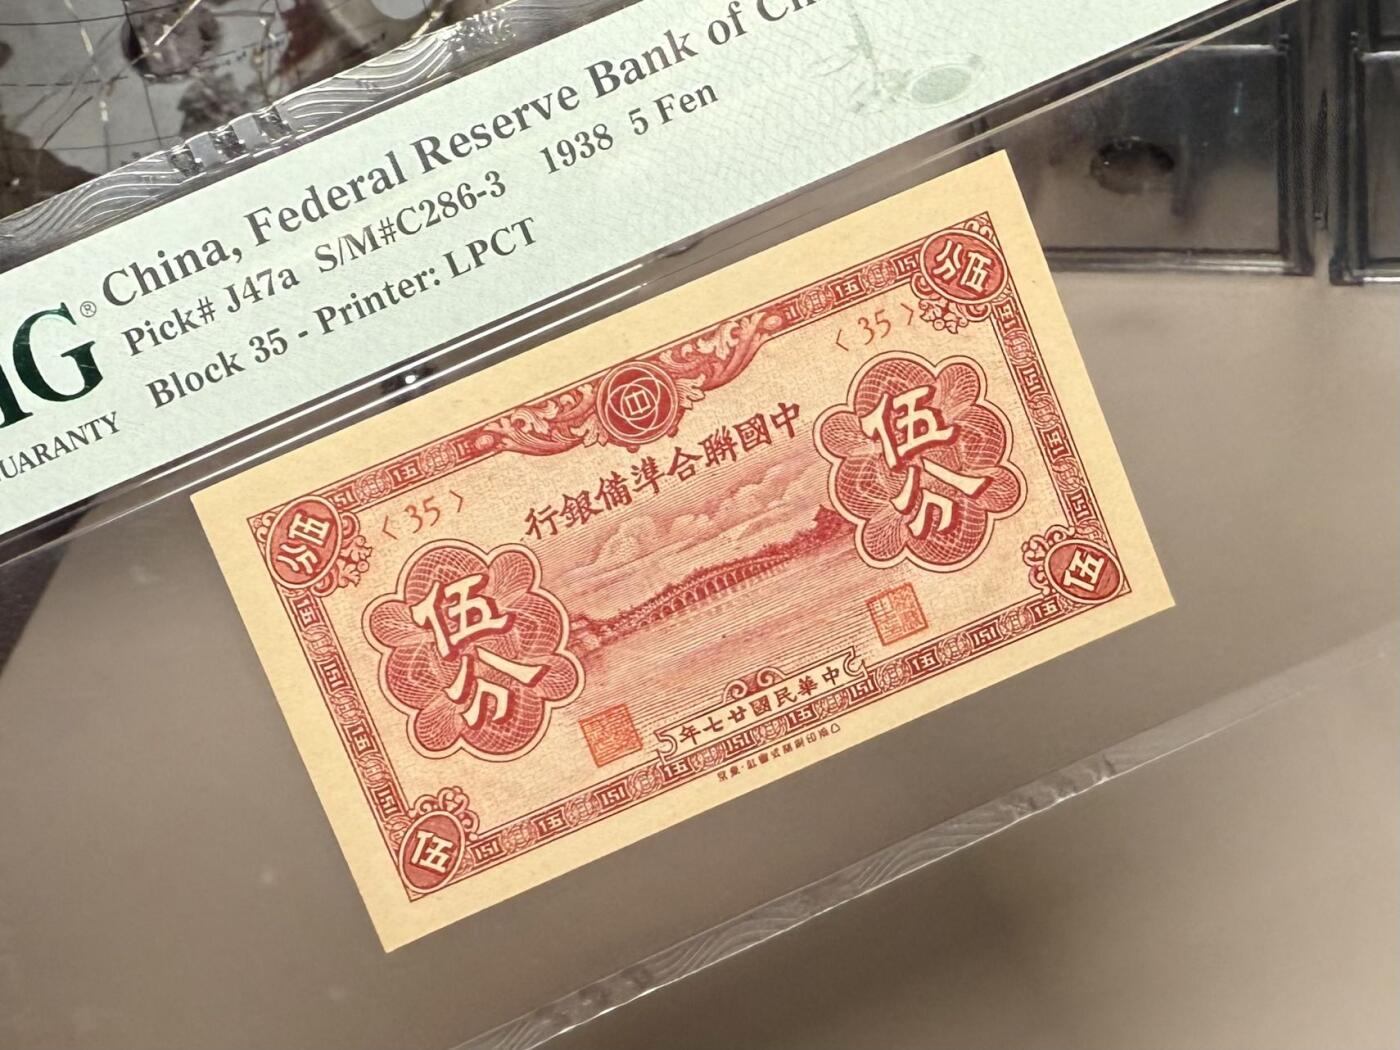 China, Federal Reserve Bank of
Pick# J47a S/M#C286-3 1938 5 Fen
Block 35 - Printer: LPCT
G®
UARANTY
伍分
伍分
〈 35 〉
〈 35 〉
中國聯合準備銀行
伍分
伍分
中華民國廿七年
伍
伍